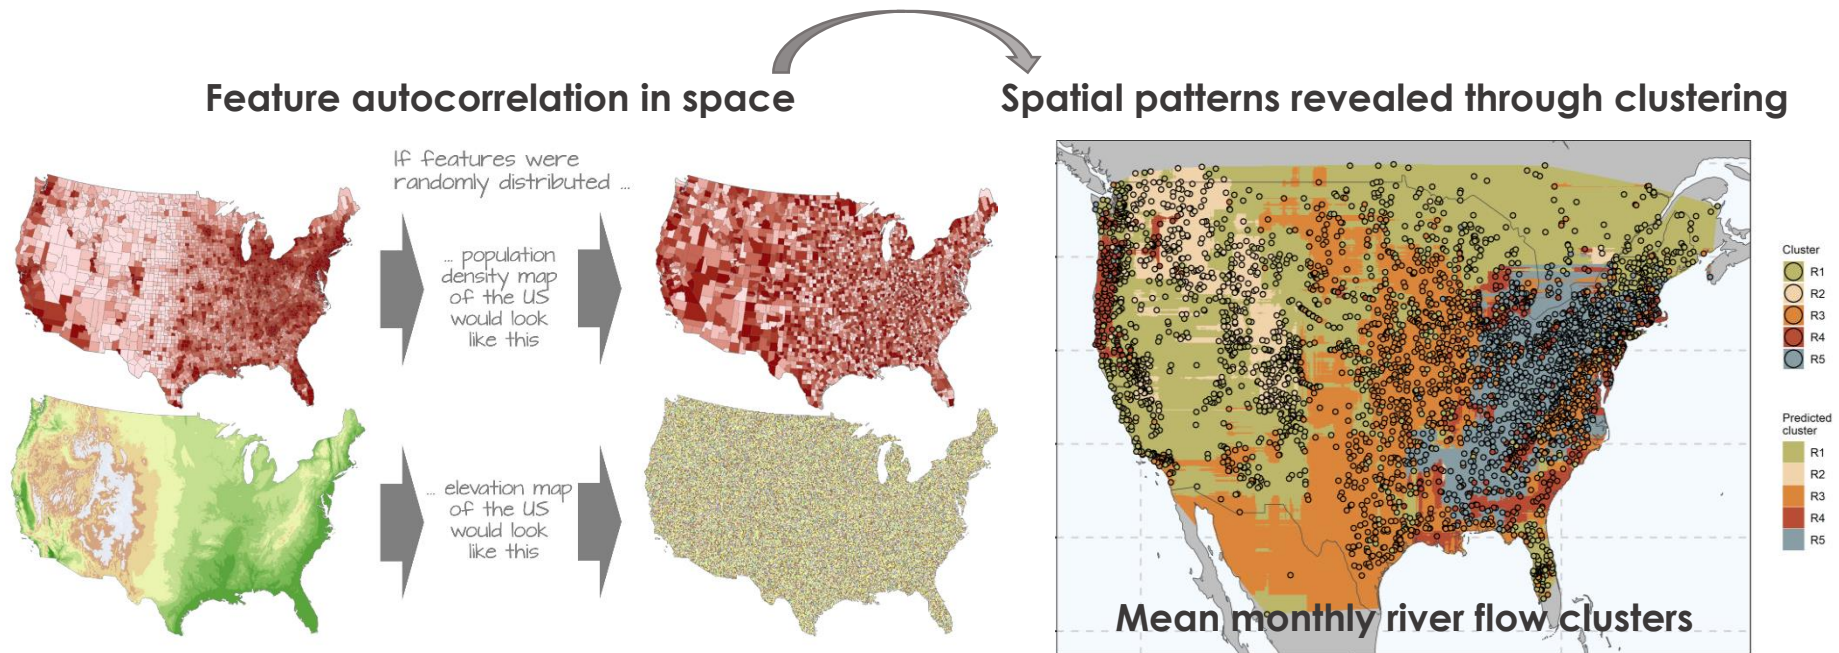 Feature autocorrelation in space
Spatial patterns revealed through clustering
If features were
randomly distributed ...
... population
density map
of the US
would look
like this
... elevation map
of the US
would look
like this
Cluster
R1
R2
R3
R4
R5
Predicted
cluster
R1
R2
R3
R4
R5
Mean monthly river flow clusters